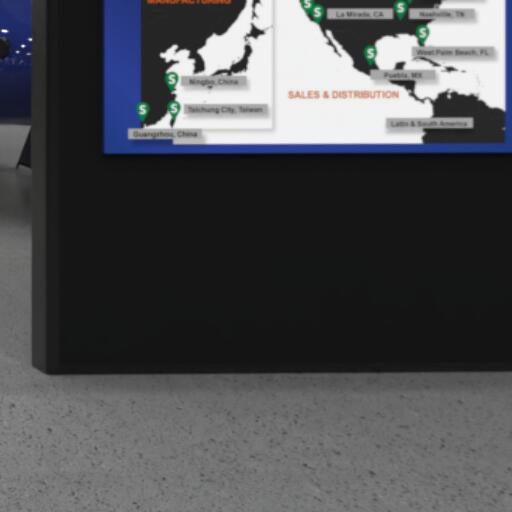 MANUFACTURING
La Mirada, CA
Nashville, TN
West Palm Beach, FL
Puebla, MX
Ningbo, China
SALES & DISTRIBUTION
Taichung City, Taiwan
Latin & South America
Guangzhou, China